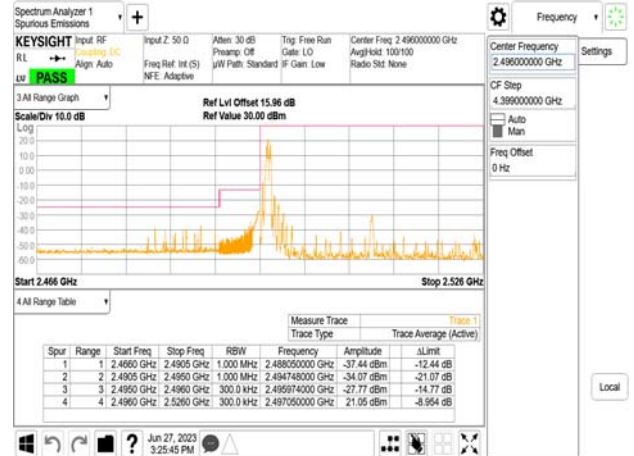 Spectrum Analyzer 1
Spurious Emissions
Frequency
KEYSIGHT
Input: RF
Coupling: DC
Align: Auto
Input Z: 50 Ω
Freq Ref: Int (S)
NFE: Adaptive
Atten: 30 dB
Preamp: Off
µW Path: Standard
Trig: Free Run
Gate: LO
IF Gain: Low
Center Freq: 2.496000000 GHz
Avg|Hold: 100/100
Radio Std: None
RL
PASS
Center Frequency
2.496000000 GHz
Settings
CF Step
4.399000000 GHz
Auto
Man
Freq Offset
0 Hz
3 All Range Graph
Scale/Div 10.0 dB
Ref Lvl Offset 15.96 dB
Ref Value 30.00 dBm
Log
20.0
10.0
0.00
-10.0
-20.0
-30.0
-40.0
-50.0
-60.0
Start 2.466 GHz
Stop 2.526 GHz
4 All Range Table
Measure Trace Trace 1
Trace Type Trace Average (Active)
Spur Range Start Freq Stop Freq RBW Frequency Amplitude ΔLimit
1 1 2.4660 GHz 2.4905 GHz 1.000 MHz 2.488050000 GHz -37.44 dBm -12.44 dB
2 2 2.4905 GHz 2.4950 GHz 1.000 MHz 2.494748000 GHz -34.07 dBm -21.07 dB
3 3 2.4950 GHz 2.4960 GHz 300.0 kHz 2.495974000 GHz -27.77 dBm -14.77 dB
4 4 2.4960 GHz 2.5260 GHz 300.0 kHz 2.497050000 GHz 21.05 dBm -8.954 dB
Local
Jun 27, 2023
3:25:45 PM